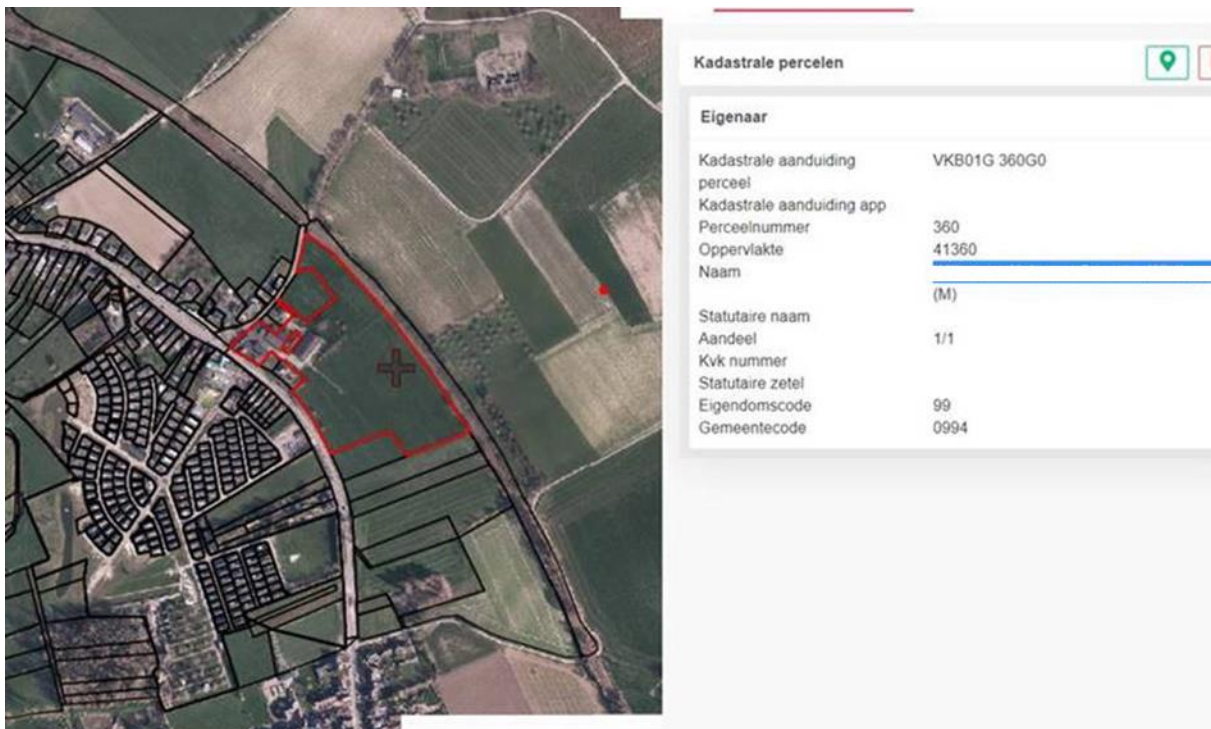 Kadastrale percelen
Eigenaar
Kadastrale aanduiding VKB01G 360G0
perceel
Kadastrale aanduiding app
Perceelnummer 360
Oppervlakte 41360
Naam
(M)
Statutaire naam
Aandeel 1/1
Kvk nummer
Statutaire zetel
Eigendomscode 99
Gemeentecode 0994